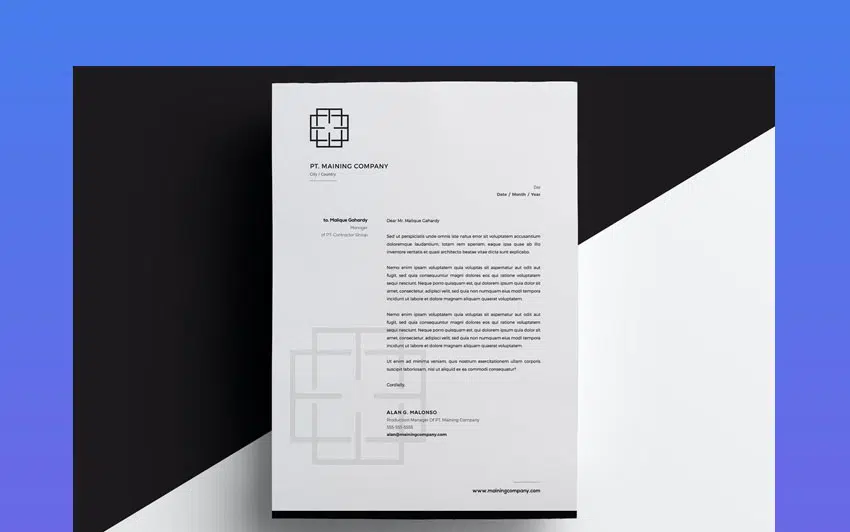 PT. MAINING COMPANY
City / Country
Date / Month / Year
to. Malique Gahardy
Manager
of PT. Contractor Group
Dear Mr. Malique Gahardy
Sed ut perspiciatis unde omnis iste natus error sit voluptatem accusantium
doloremque laudantium, totam rem aperiam, eaque ipsa quae ab illo
inventore veritatis et quasi architecto beatae vitae dicta sunt explicabo.
Nemo enim ipsam voluptatem quia voluptas sit aspernatur aut odit aut
fugit, sed quia consequuntur magni dolores eos qui ratione voluptatem
sequi nesciunt. Neque porro quisquam est, qui dolorem ipsum quia dolor sit
amet, consectetur, adipisci velit, sed quia non numquam eius modi tempora
incidunt ut labore et dolore magnam aliquam quaerat voluptatem.
Nemo enim ipsam voluptatem quia voluptas sit aspernatur aut odit aut
fugit, sed quia consequuntur magni dolores eos qui ratione voluptatem
sequi nesciunt. Neque porro quisquam est, qui dolorem ipsum quia dolor sit
amet, consectetur, adipisci velit, sed quia non numquam eius modi tempora
incidunt ut labore et dolore magnam aliquam quaerat voluptatem.
Ut enim ad minima veniam, quis nostrum exercitationem ullam corporis
suscipit laboriosam, nisi ut aliquid ex ea commodi consequatur?
Cordially,
ALAN G. MALONSO
Production Manager Of PT. Maining Company
555-555-5555
alan@mainingcompany.com
www.mainingcompany.com